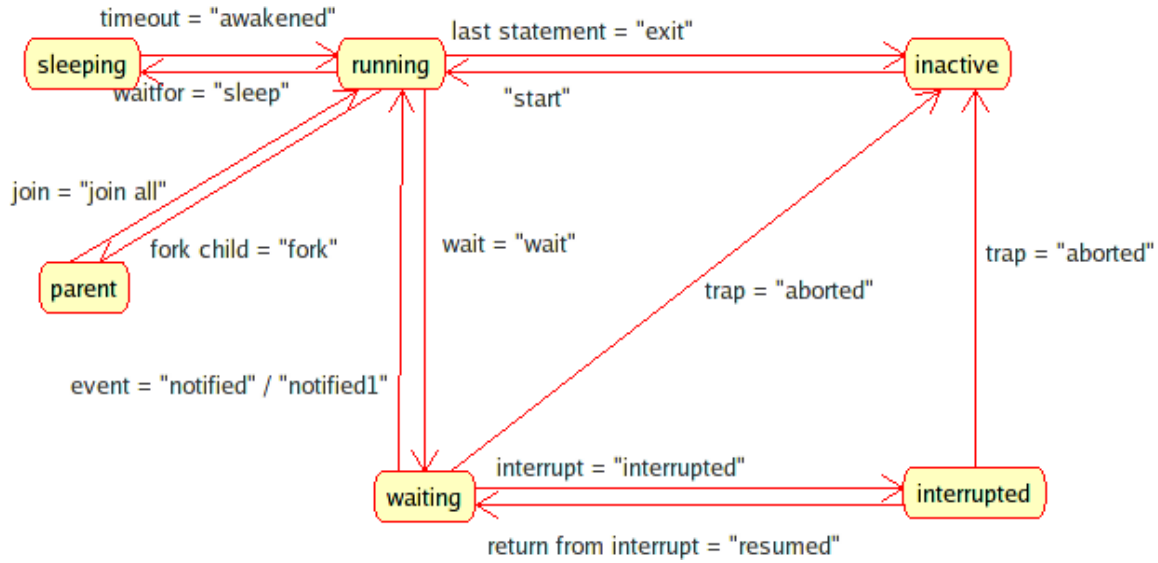 timeout = "awakened"
last statement = "exit"
sleeping
running
inactive
waitfor = "sleep"
"start"
join = "join all"
fork child = "fork"
wait = "wait"
trap = "aborted"
parent
trap = "aborted"
event = "notified" / "notified1"
interrupt = "interrupted"
waiting
interrupted
return from interrupt = "resumed"